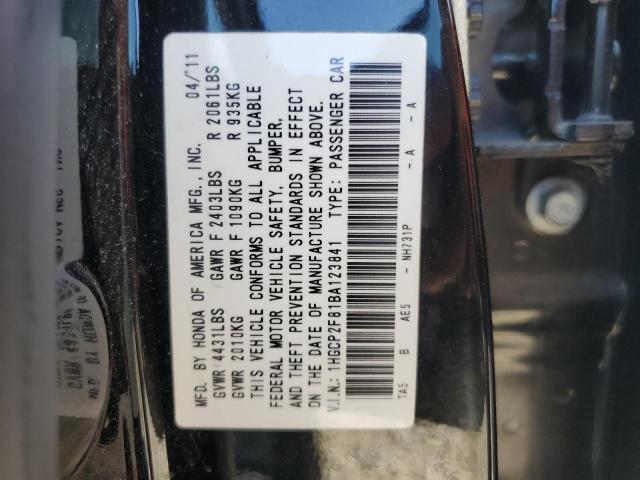 MFD. BY HONDA OF AMERICA MFG., INC. 04/'11
GVWR 4431LBS GAWR F 2403LBS R 2061LBS
GVWR 2010KG GAWR F 1090KG R 935KG
THIS VEHICLE CONFORMS TO ALL APPLICABLE
FEDERAL MOTOR VEHICLE SAFETY, BUMPER,
AND THEFT PREVENTION STANDARDS IN EFFECT
ON THE DATE OF MANUFACTURE SHOWN ABOVE.
V.I.N.: 1HGCP2F81BA123841 TYPE: PASSENGER CAR
TA5 B AE5 - NH731P - A - A